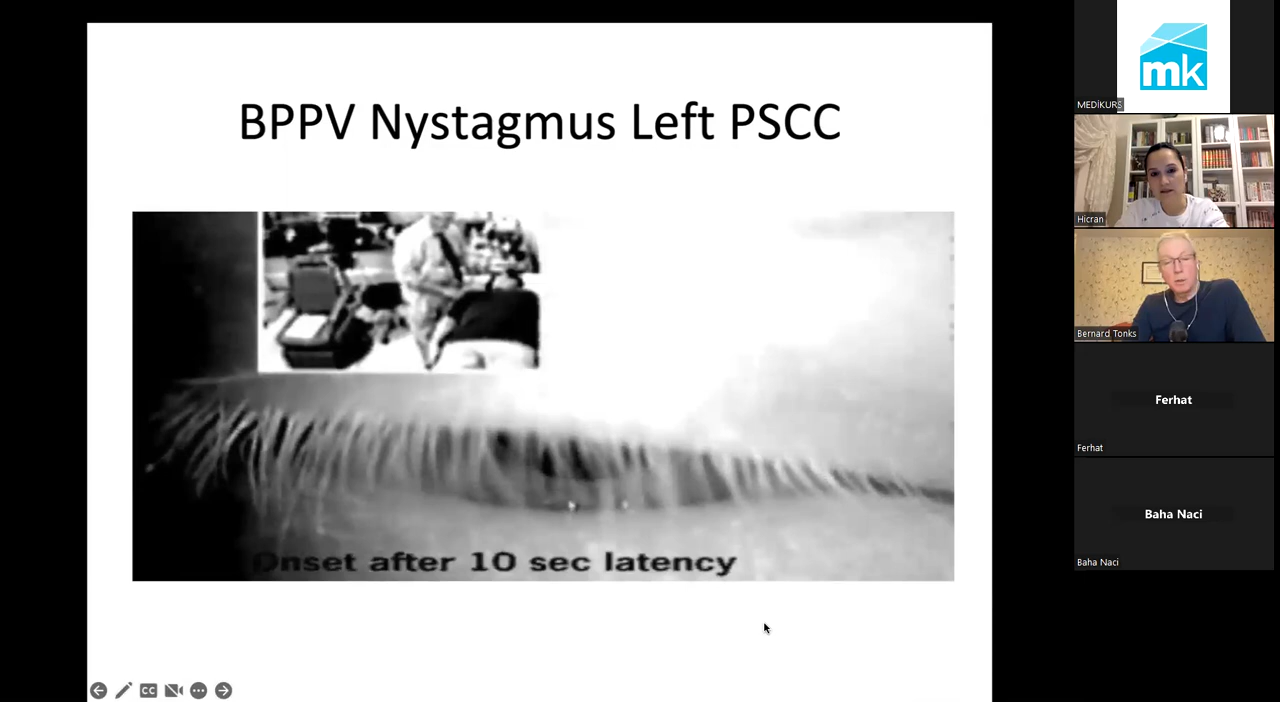 BPPV Nystagmus Left PSCC
Onset after 10 sec latency
CC
mk
MEDİKURS
Hicran
Bernard Tonks
Ferhat
Ferhat
Baha Naci
Baha Naci